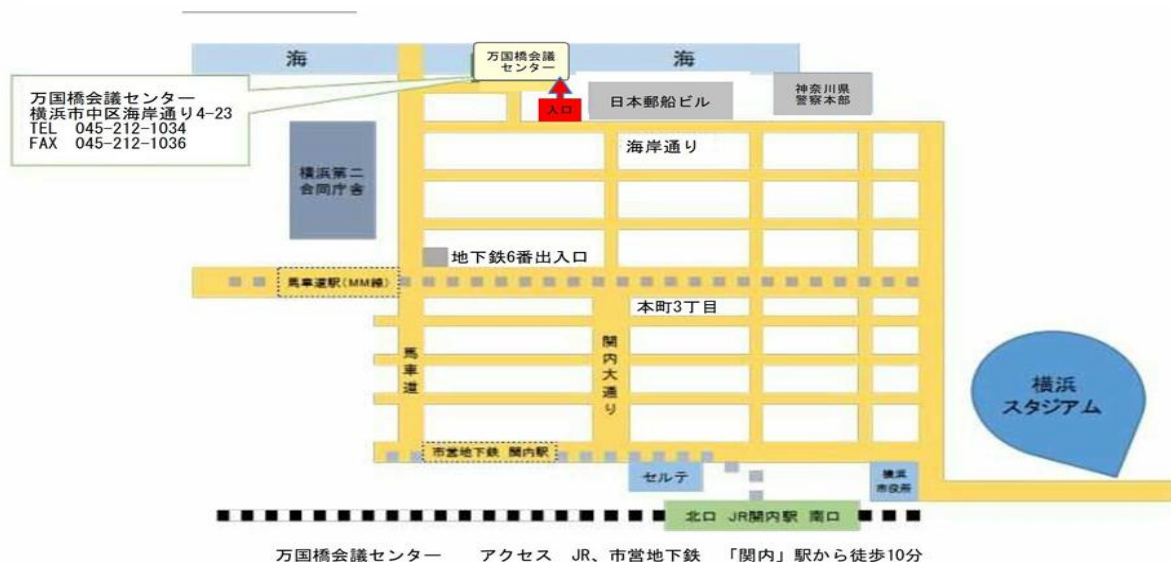 海
万国橋会議
センター
海
万国橋会議センター
横浜市中区海岸通り4-23
TEL 045-212-1034
FAX 045-212-1036
入口
日本郵船ビル
神奈川県
警察本部
海岸通り
横浜第二
合同庁舎
地下鉄6番出入口
馬車道駅(MM線)
本町3丁目
馬車道
関内大通り
横浜
スタジアム
市営地下鉄 関内駅
セルテ
横浜
市役所
北口 JR関内駅 南口
万国橋会議センター アクセス JR、市営地下鉄 「関内」駅から徒歩10分